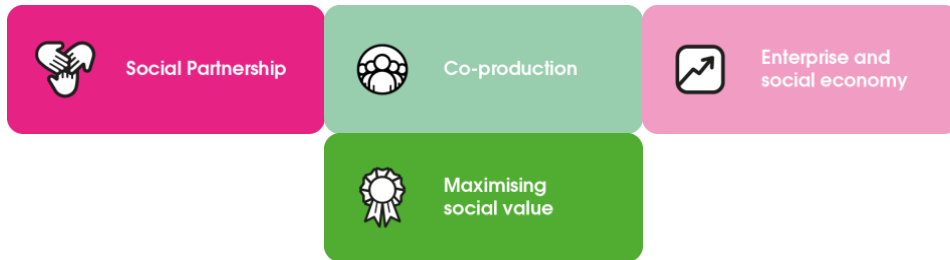 Social Partnership
Co-production
Enterprise and
social economy
Maximising
social value